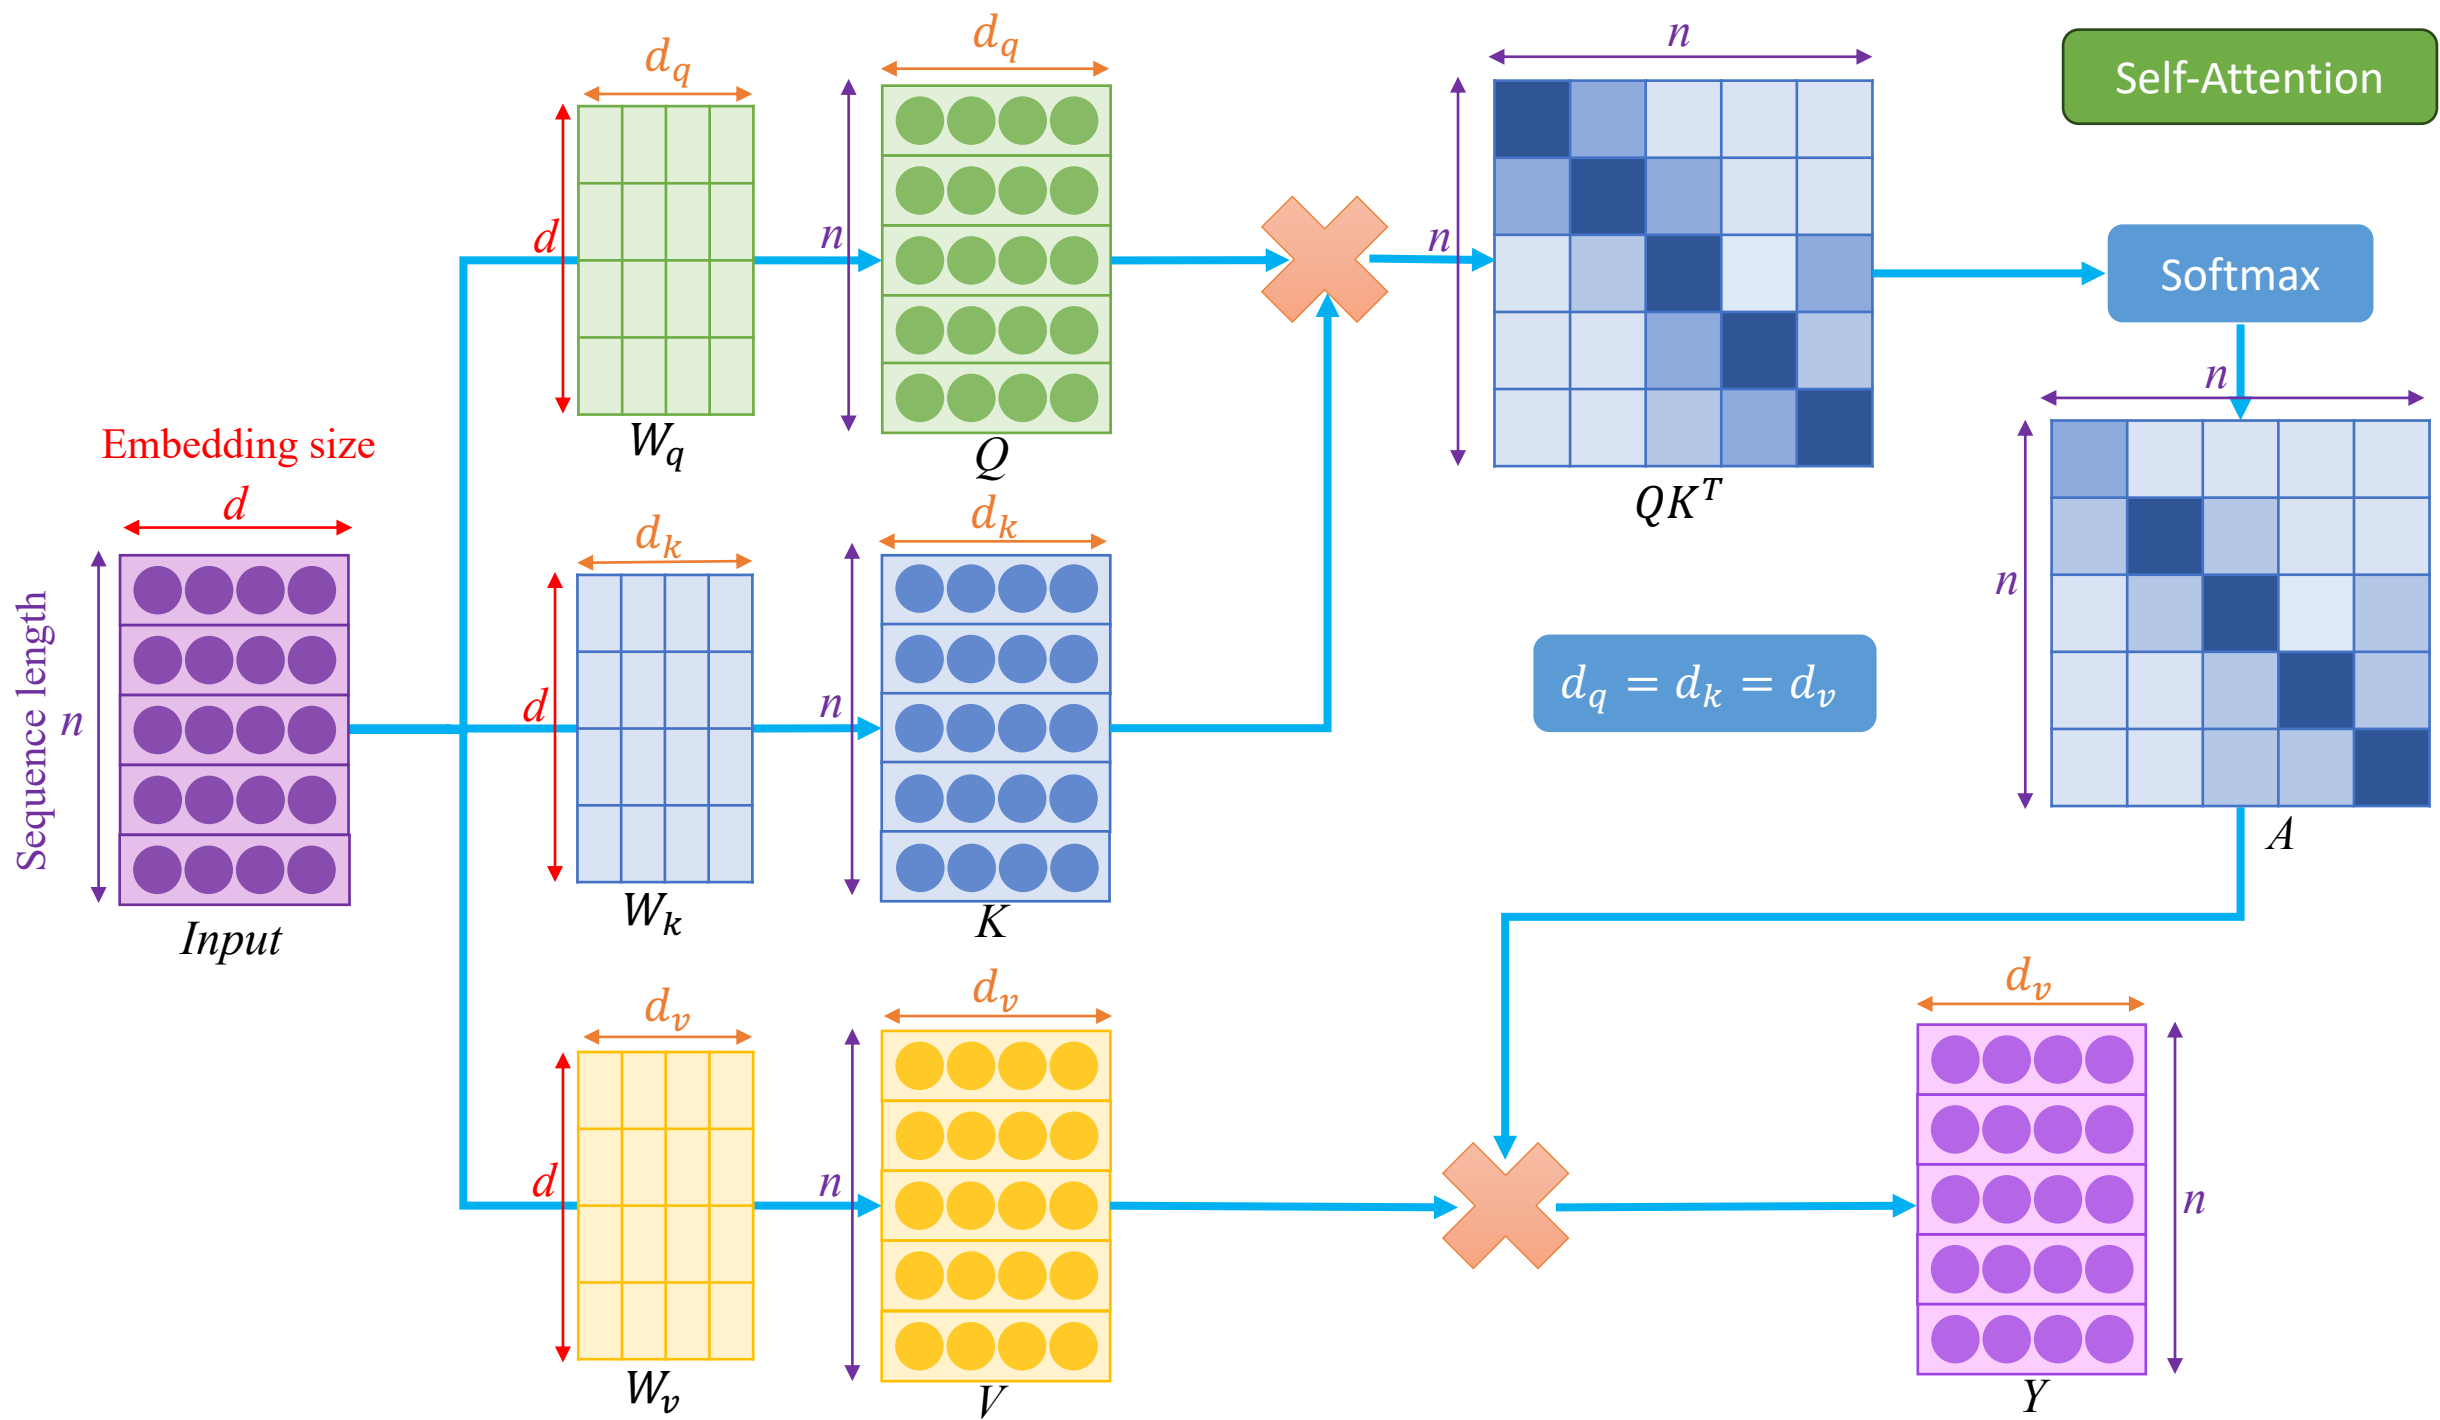 Self-Attention
Embedding size
d
Sequence length
n
Input
d_q
d
W_q
d_q
n
Q
d_k
d
W_k
d_k
n
K
d_v
d
W_v
d_v
n
V
n
n
QK^T
Softmax
d_q = d_k = d_v
n
n
A
d_v
n
Y